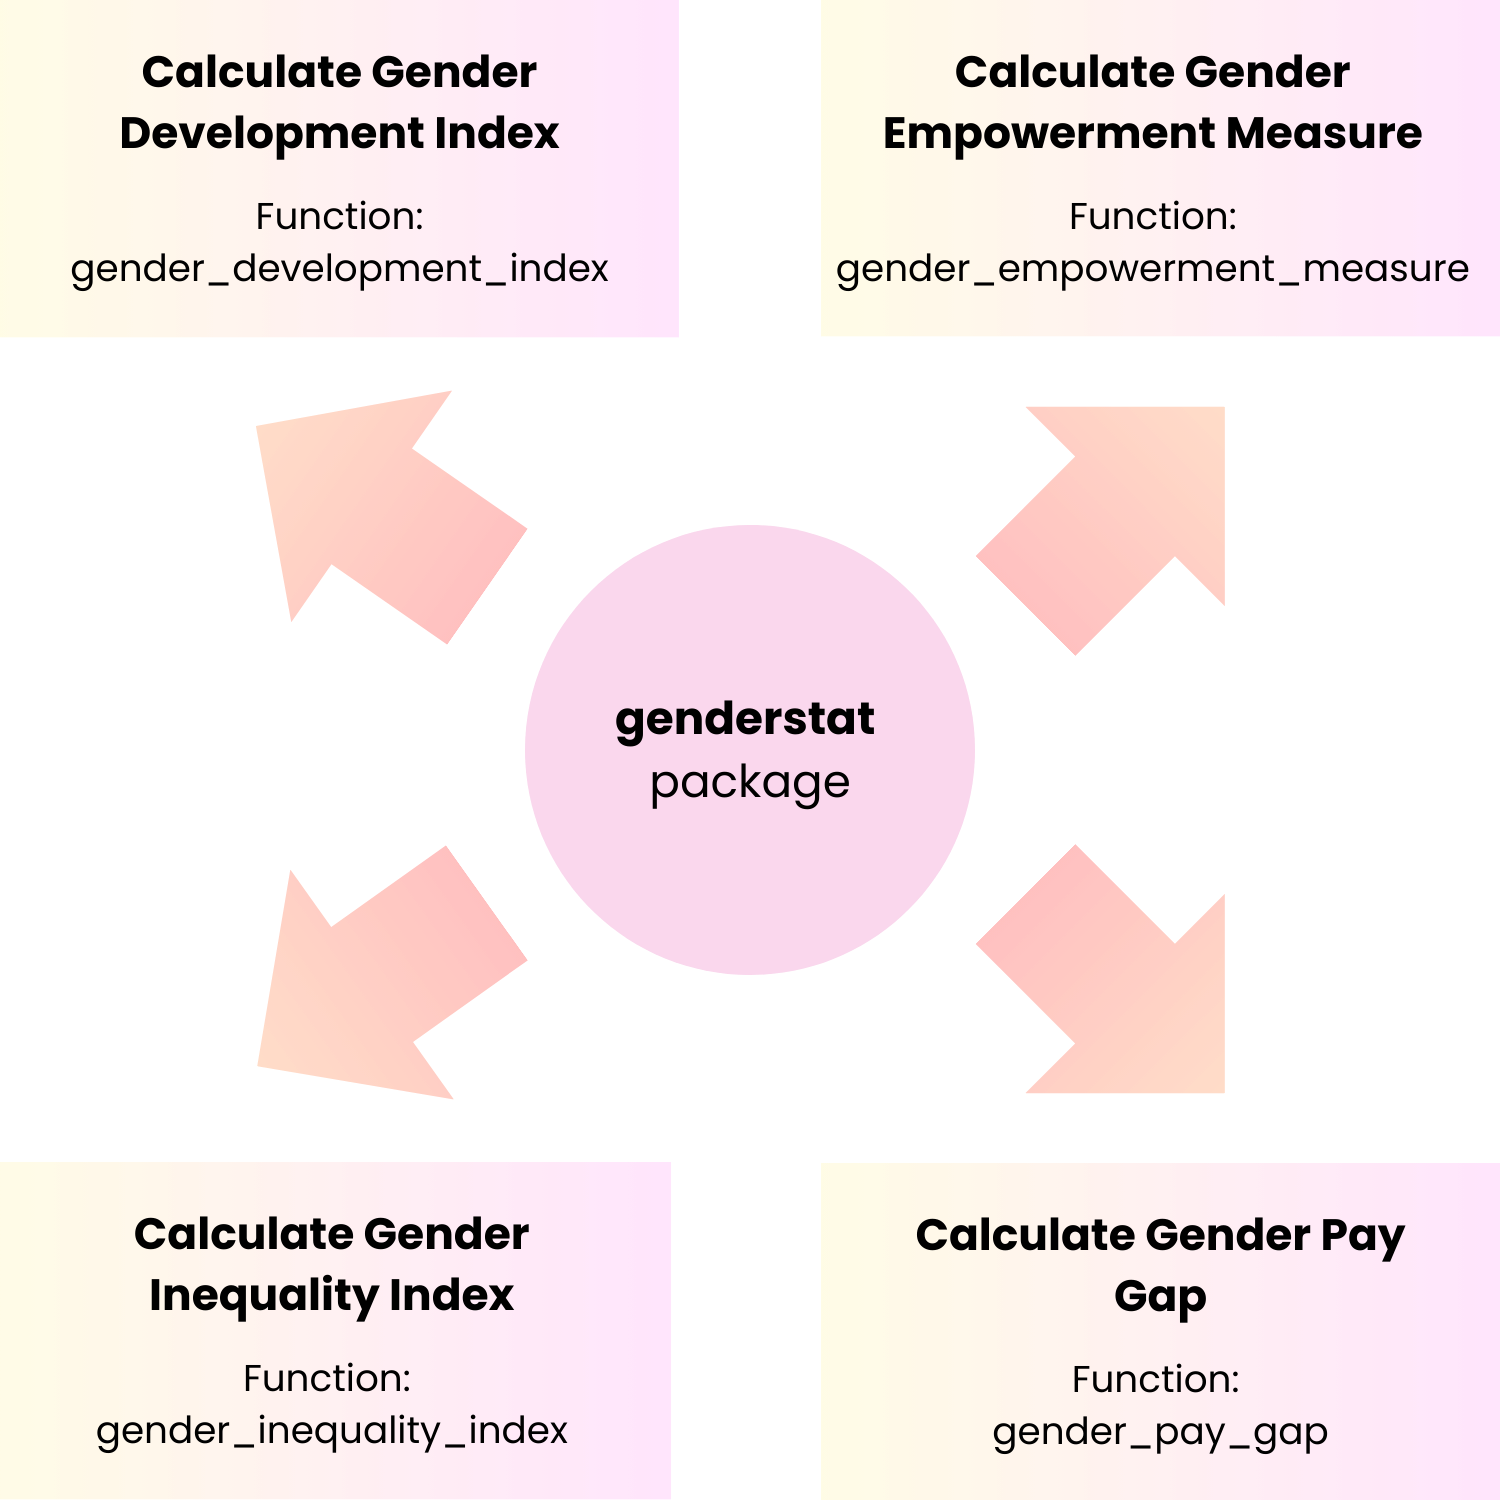 Calculate Gender
Development Index
Function:
gender_development_index
Calculate Gender
Empowerment Measure
Function:
gender_empowerment_measure
genderstat
package
Calculate Gender
Inequality Index
Function:
gender_inequality_index
Calculate Gender Pay
Gap
Function:
gender_pay_gap